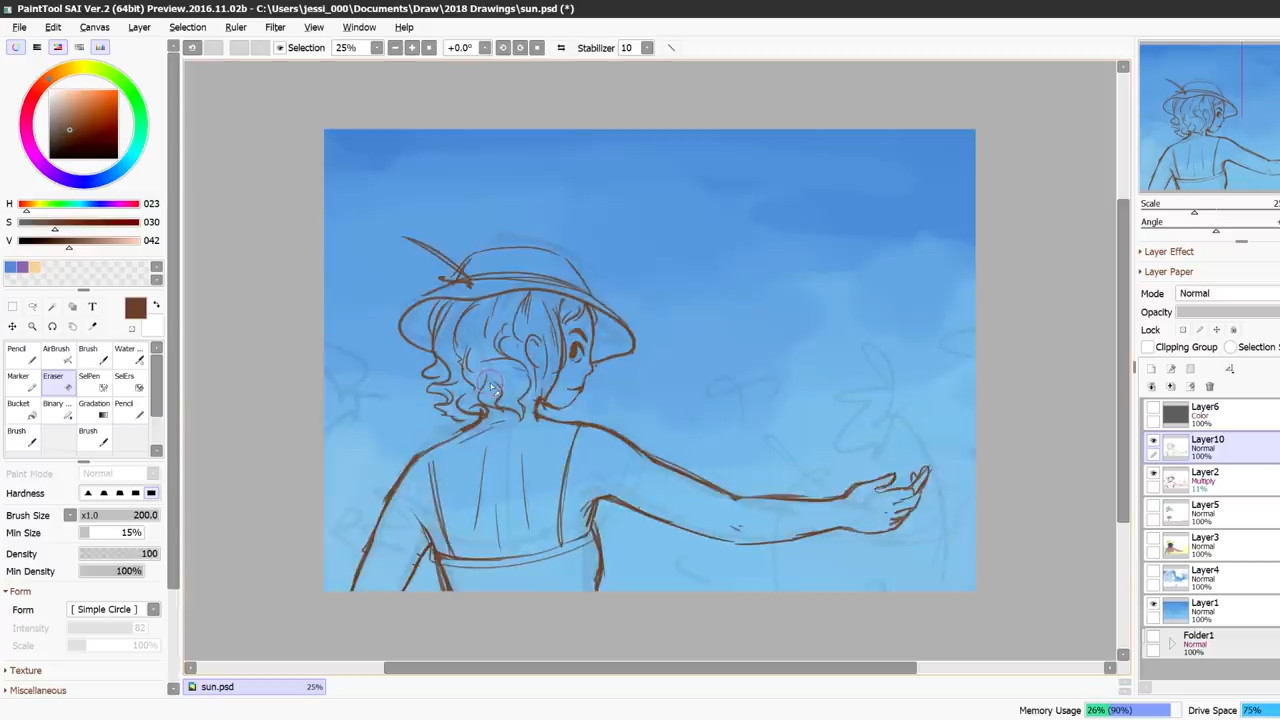 PaintTool SAI Ver.2 (64bit) Preview.2016.11.02b - C:\Users\jessi_000\Documents\Draw\2018 Drawings\sun.psd (*)
File Edit Canvas Layer Selection Ruler Filter View Window Help
Selection 25% +0.0° Stabilizer 10
H 023
S 030
V 042
T
Pencil AirBrush Brush Water ...
Marker Eraser SelPen SelErs
Bucket Binary ... Gradation Pencil
Brush Brush
Paint Mode Normal
Hardness
Brush Size x1.0 200.0
Min Size 15%
Density 100
Min Density 100%
Form
Form [ Simple Circle ]
Intensity 82
Scale 100%
Texture
Miscellaneous
sun.psd 25%
Scale
Angle
Layer Effect
Layer Paper
Mode Normal
Opacity
Lock
Clipping Group Selection
Layer6
Color
100%
Layer10
Normal
100%
Layer2
Multiply
11%
Layer5
Normal
100%
Layer3
Normal
100%
Layer4
Normal
100%
Layer1
Normal
100%
Folder1
Normal
100%
Memory Usage 26% (90%) Drive Space 75%